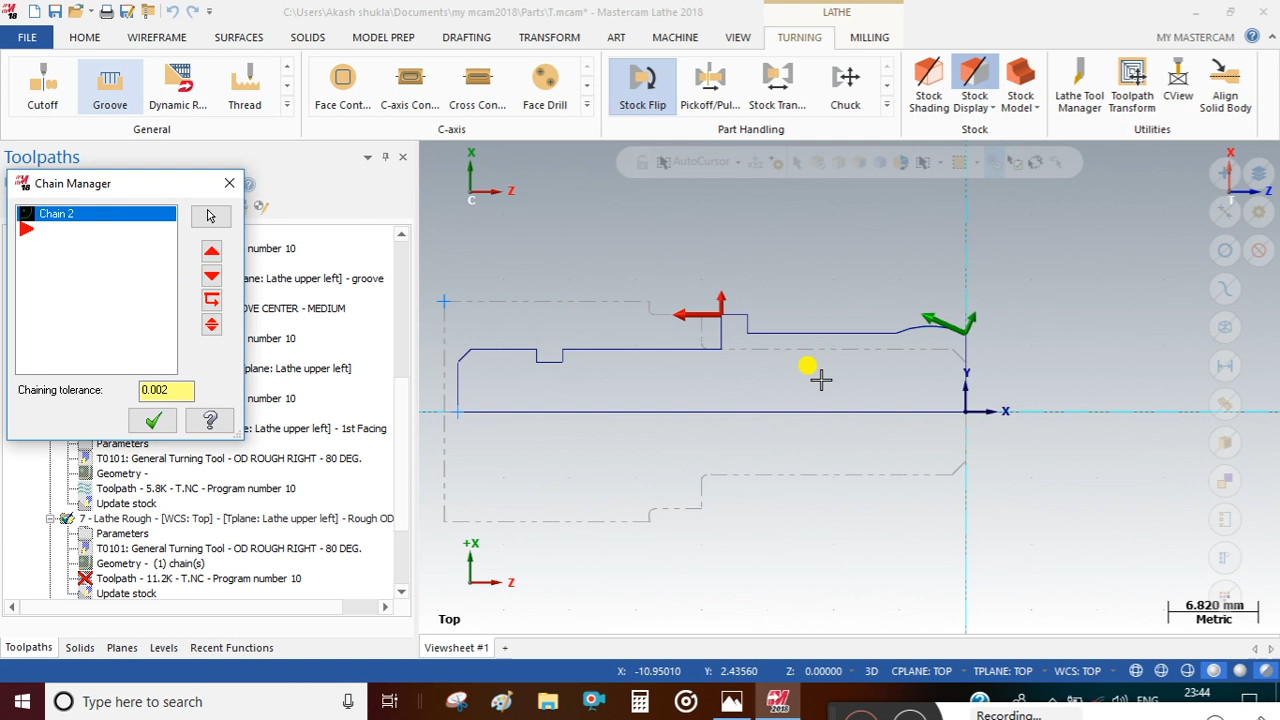 C:\Users\Akash shukla\Documents\my mcam2018\Parts\T.mcam* - Mastercam Lathe 2018
LATHE
FILE HOME WIREFRAME SURFACES SOLIDS MODEL PREP DRAFTING TRANSFORM ART MACHINE VIEW TURNING MILLING MY MASTERCAM
Cutoff Groove Dynamic R... Thread
General
Face Cont... C-axis Con... Cross Con... Face Drill
C-axis
Stock Flip Pickoff/Pul... Stock Tran... Chuck
Part Handling
Stock Shading Stock Display Stock Model
Stock
Lathe Tool Manager Toolpath Transform CView Align Solid Body
Utilities
Toolpaths
Chain Manager
Chain 2
Chaining tolerance: 0.002
number 10
[plane: Lathe upper left] - groove
number 10
OVE CENTER - MEDIUM
number 10
plane: Lathe upper left]
number 10
plane: Lathe upper left] - 1st Facing
Parameters
T0101: General Turning Tool - OD ROUGH RIGHT - 80 DEG.
Geometry -
Toolpath - 5.8K - T.NC - Program number 10
Update stock
7 - Lathe Rough - [WCS: Top] - [Tplane: Lathe upper left] - Rough OD
Parameters
T0101: General Turning Tool - OD ROUGH RIGHT - 80 DEG.
Geometry - (1) chain(s)
Toolpath - 11.2K - T.NC - Program number 10
Update stock
Toolpaths Solids Planes Levels Recent Functions
AutoCursor
X
Z
C
X
Z
T
Y
X
+X
Z
Top
6.820 mm
Metric
Viewsheet #1 +
X: -10.95010 Y: 2.43560 Z: 0.00000 3D CPLANE: TOP TPLANE: TOP WCS: TOP
Type here to search
2018
ENG
23:44
Recording...